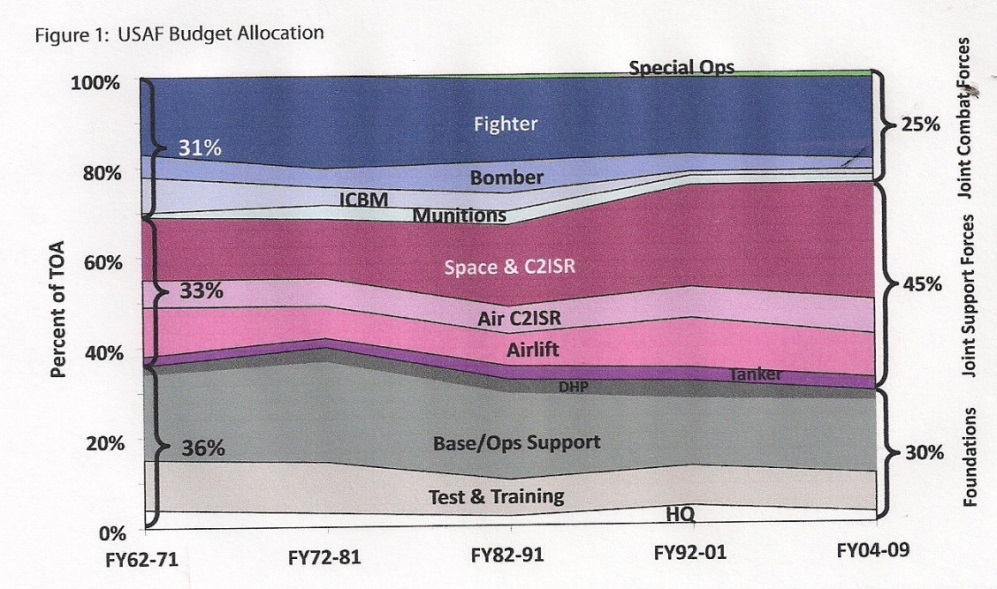 Figure 1: USAF Budget Allocation
100%
80%
60%
40%
20%
0%
Percent of TOA
Special Ops
Fighter
31%
Bomber
ICBM
Munitions
Space & C2ISR
33%
Air C2ISR
Airlift
Tanker
DHP
Base/Ops Support
36%
Test & Training
HQ
25%
45%
30%
Joint Combat Forces
Joint Support Forces
Foundations
FY62-71
FY72-81
FY82-91
FY92-01
FY04-09